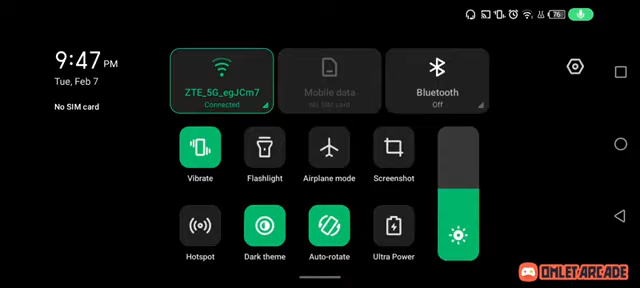 76
9:47 PM
Tue, Feb 7
No SIM card
ZTE_5G_egJCm7
Connected
Mobile data
No SIM card
Bluetooth
Off
Vibrate
Flashlight
Airplane mode
Screenshot
Hotspot
Dark theme
Auto-rotate
Ultra Power
OMLET ARCADE